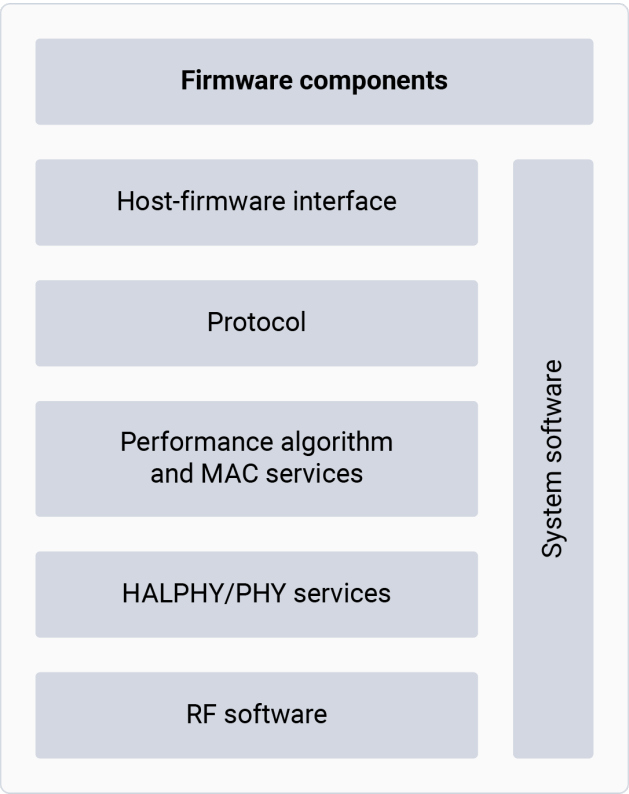 Firmware components
Host-firmware interface
Protocol
Performance algorithm
and MAC services
HALPHY/PHY services
RF software
System software